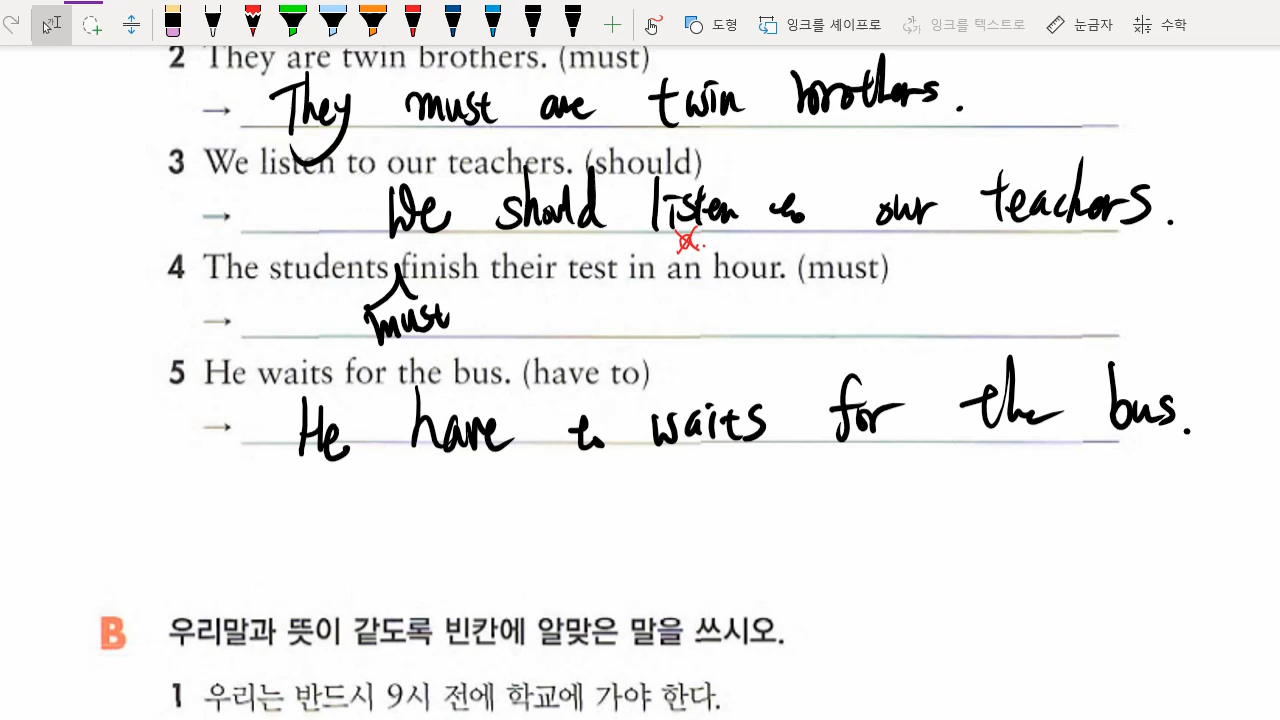 도형 잉크를 셰이프로 잉크를 텍스트로 눈금자 수학
2 They are twin brothers. (must)
→ They must are twin brothers.
3 We listen to our teachers. (should)
→ We should listen to our teachers.
a.
4 The students finish their test in an hour. (must)
→ must
5 He waits for the bus. (have to)
→ He have to waits for the bus.
B 우리말과 뜻이 같도록 빈칸에 알맞은 말을 쓰시오.
1 우리는 반드시 9시 전에 학교에 가야 한다.